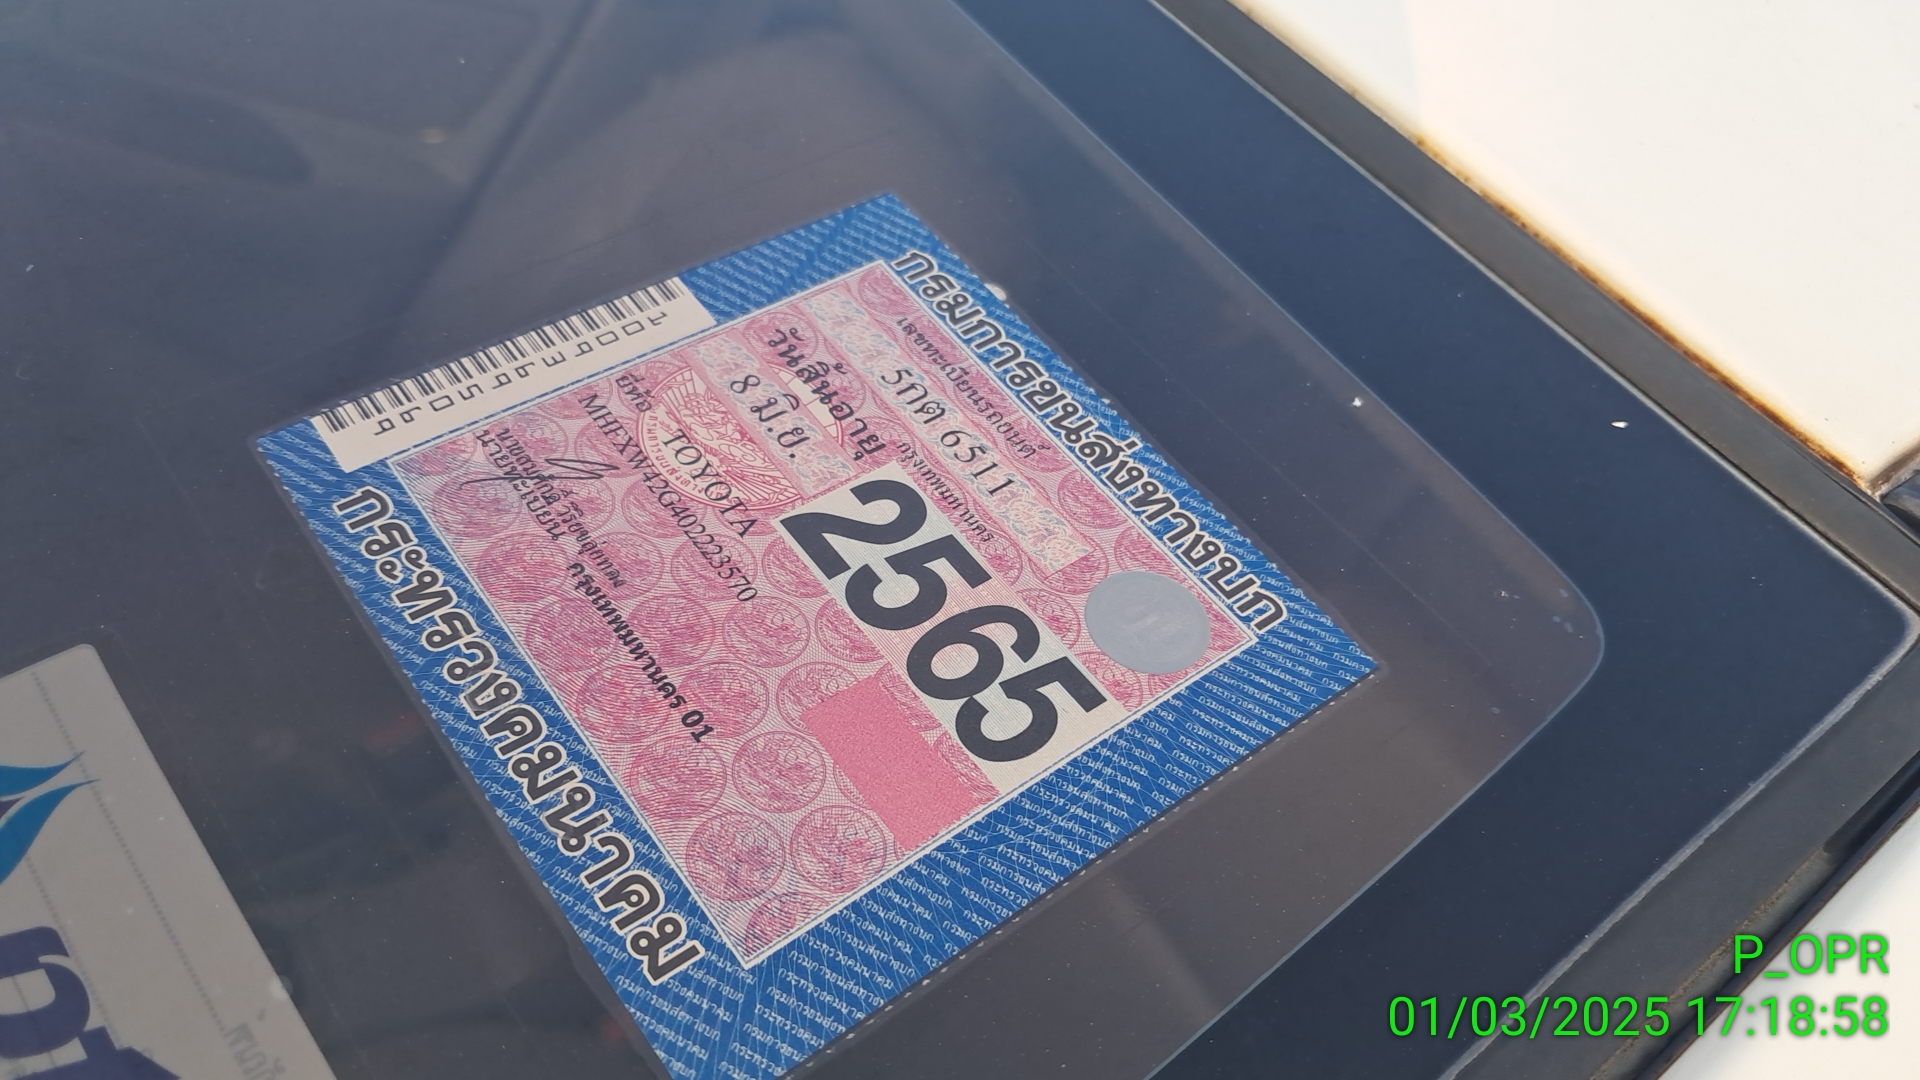 กรมการขนส่งทางบก
เลขทะเบียนรถยนต์
5กต 6511
กรุงเทพมหานคร
วันสิ้นอายุ
8 มิ.ย. 2565
ยี่ห้อ TOYOTA
MHFXW42G402223570
นายทะเบียน กรุงเทพมหานคร 01
กระทรวงคมนาคม
P_OPR
01/03/2025 17:18:58